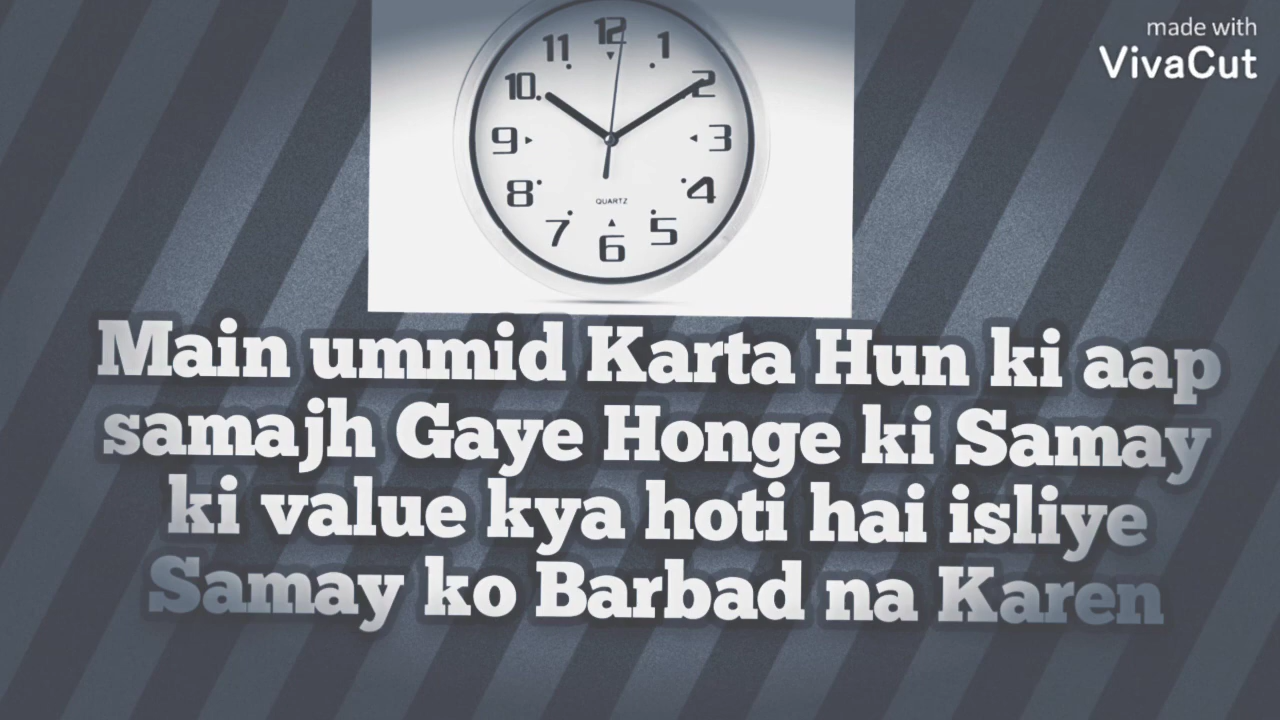 made with
VivaCut
12
11
1
10
2
9
3
8
4
QUARTZ
7
5
6
Main ummid Karta Hun ki aap
samajh Gaye Honge ki Samay
ki value kya hoti hai isliye
Samay ko Barbad na Karen